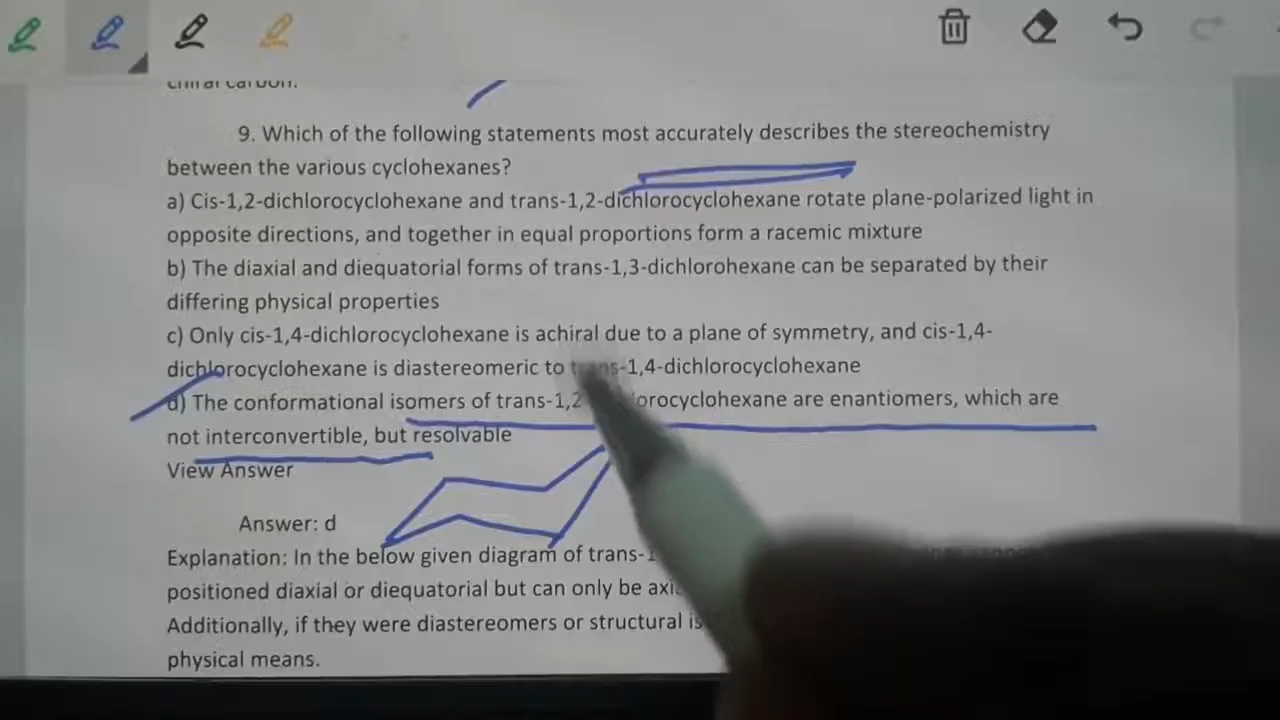 chiral carbon.
9. Which of the following statements most accurately describes the stereochemistry
between the various cyclohexanes?
a) Cis-1,2-dichlorocyclohexane and trans-1,2-dichlorocyclohexane rotate plane-polarized light in
opposite directions, and together in equal proportions form a racemic mixture
b) The diaxial and diequatorial forms of trans-1,3-dichlorohexane can be separated by their
differing physical properties
c) Only cis-1,4-dichlorocyclohexane is achiral due to a plane of symmetry, and cis-1,4-
dichlorocyclohexane is diastereomeric to trans-1,4-dichlorocyclohexane
d) The conformational isomers of trans-1,2 lorocyclohexane are enantiomers, which are
not interconvertible, but resolvable
View Answer
Answer: d
Explanation: In the below given diagram of trans-
positioned diaxial or diequatorial but can only be
Additionally, if they were diastereomers or structural
physical means.